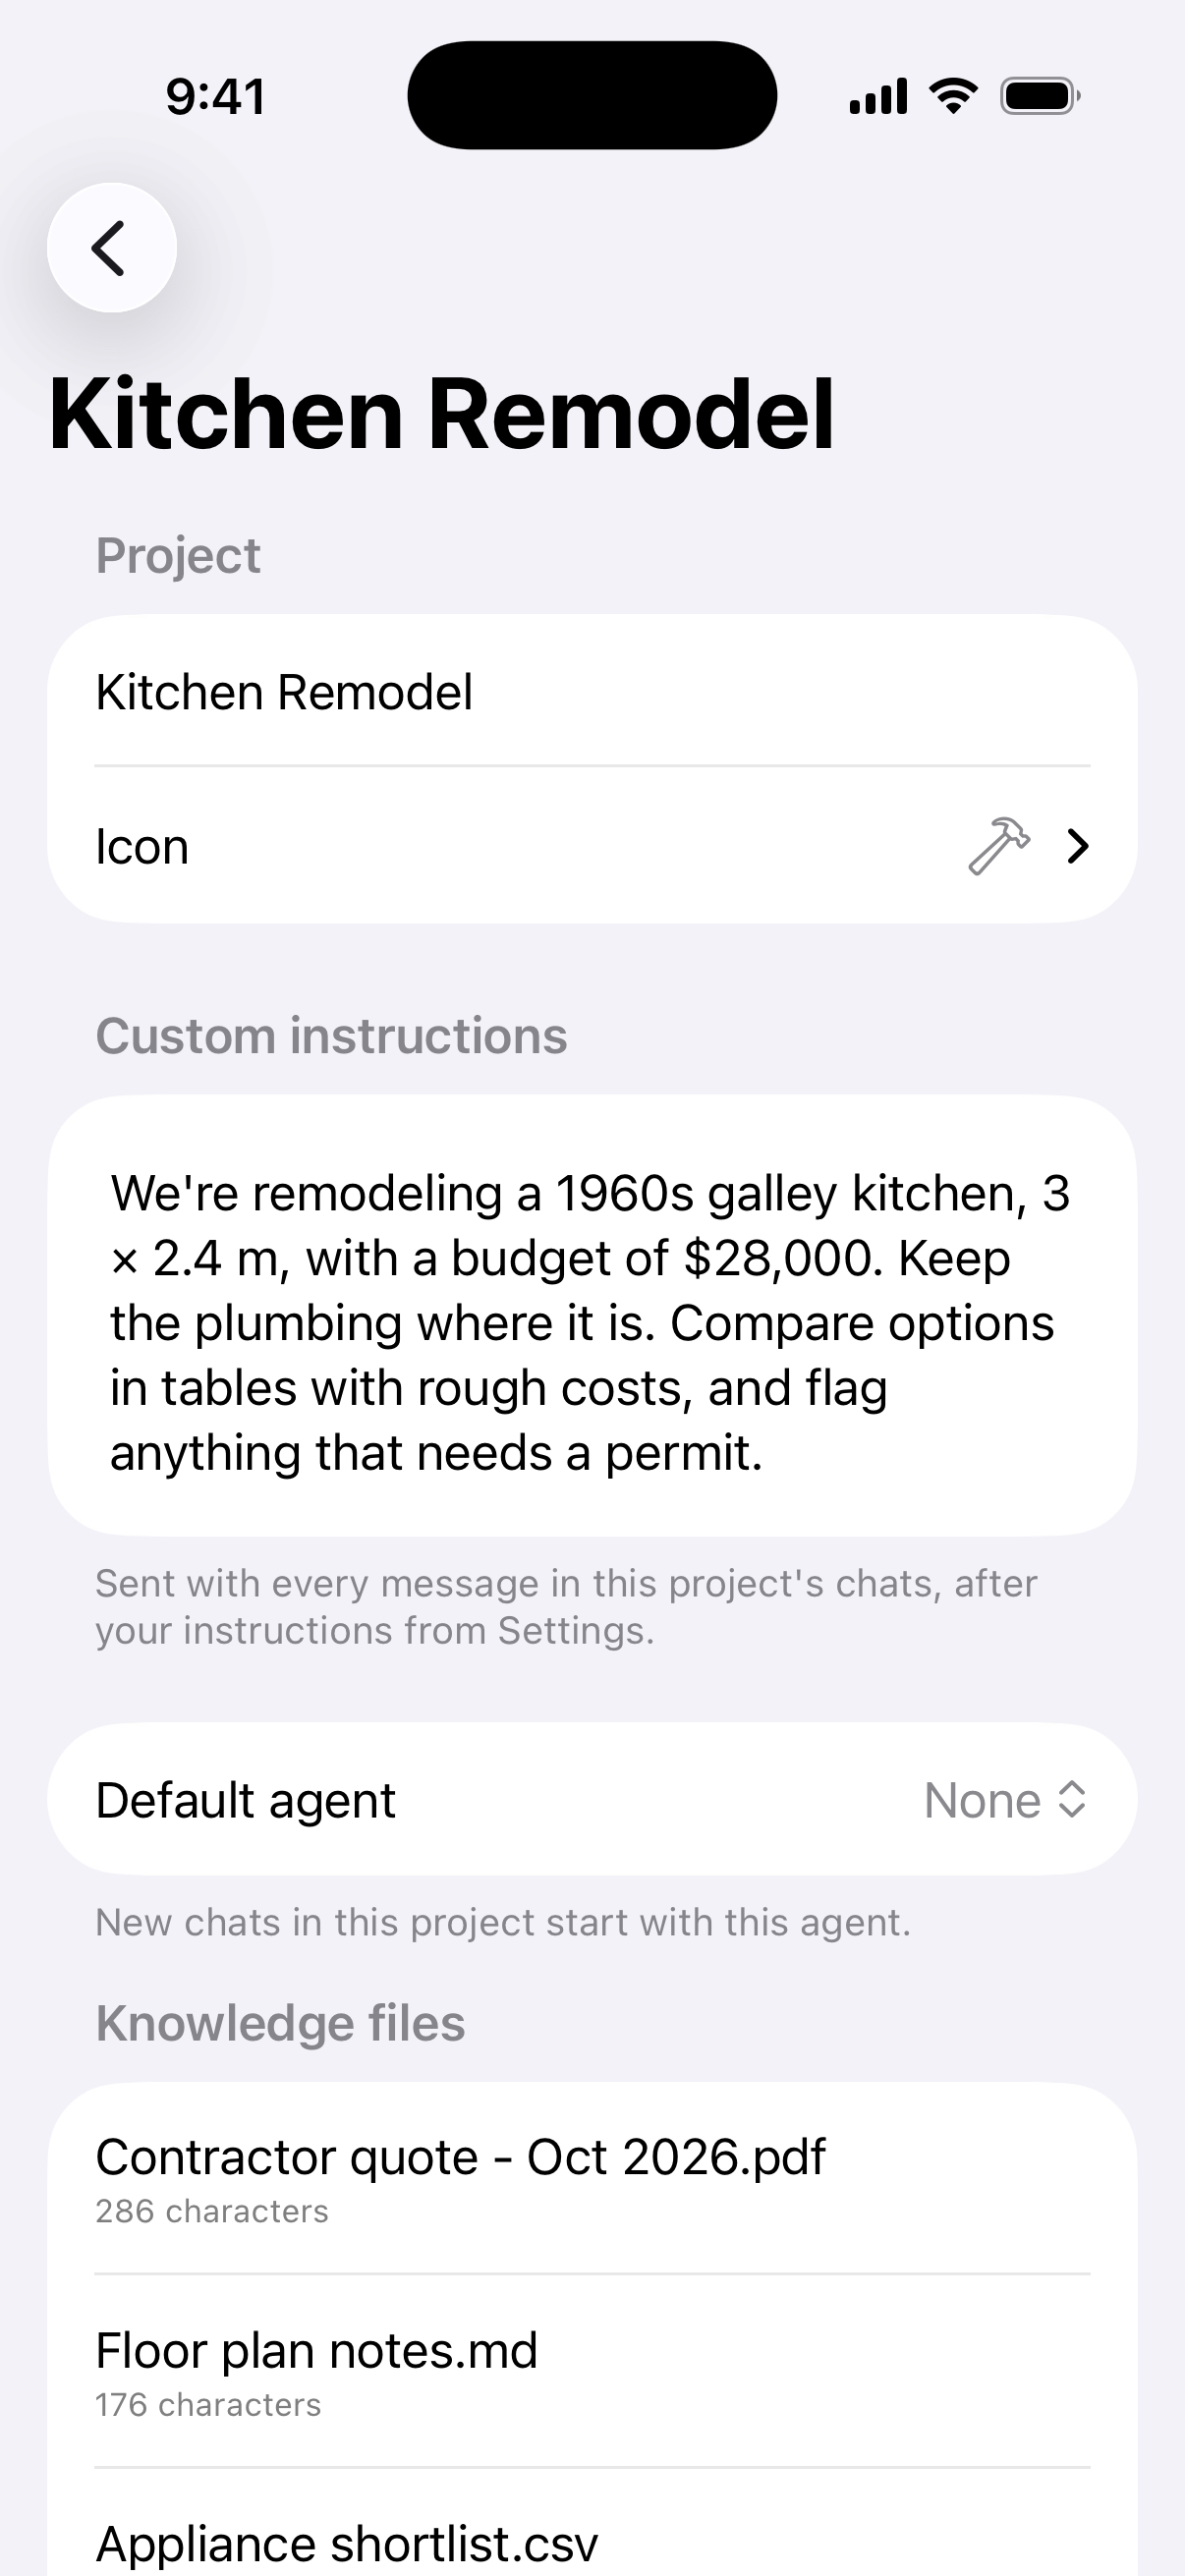 9:41
Kitchen Remodel
Project
Kitchen Remodel
Icon
Custom instructions
We're remodeling a 1960s galley kitchen, 3
× 2.4 m, with a budget of $28,000. Keep
the plumbing where it is. Compare options
in tables with rough costs, and flag
anything that needs a permit.
Sent with every message in this project's chats, after
your instructions from Settings.
Default agent None
New chats in this project start with this agent.
Knowledge files
Contractor quote - Oct 2026.pdf
286 characters
Floor plan notes.md
176 characters
Appliance shortlist.csv